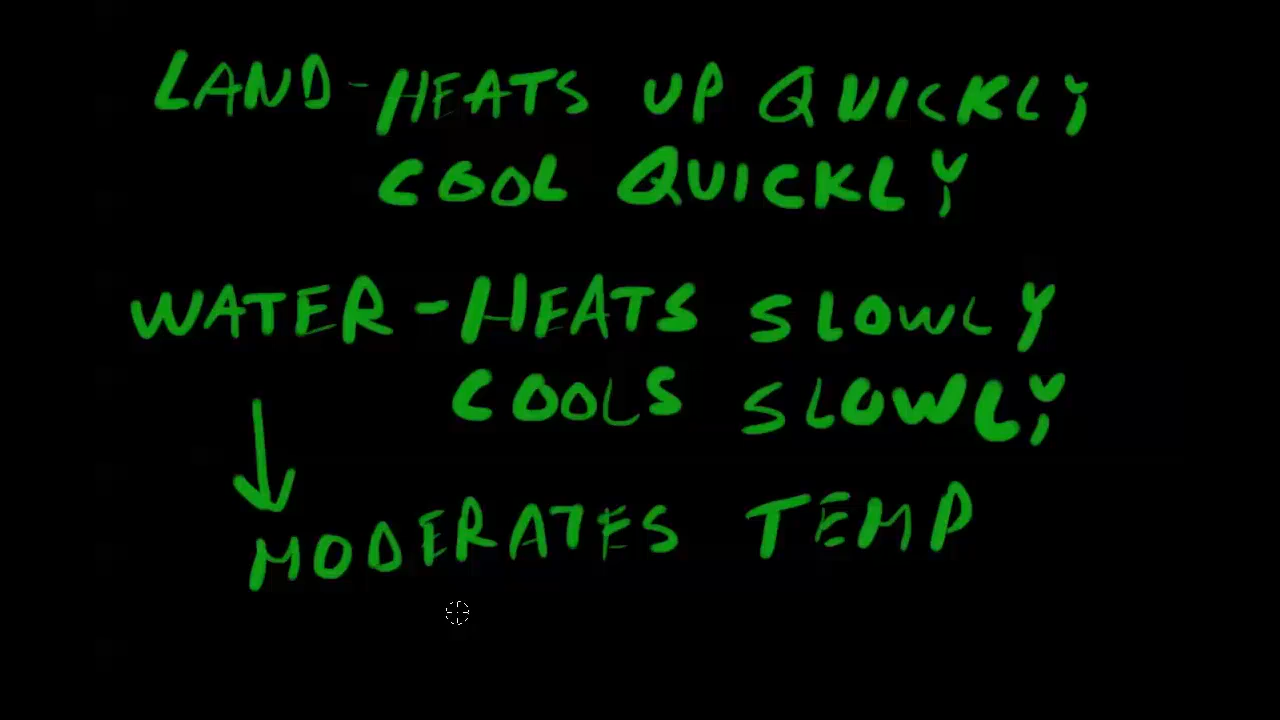 LAND - HEATS UP QUICKLY
COOL QUICKLY
WATER - HEATS SLOWLY
COOLS SLOWLY
MODERATES TEMP